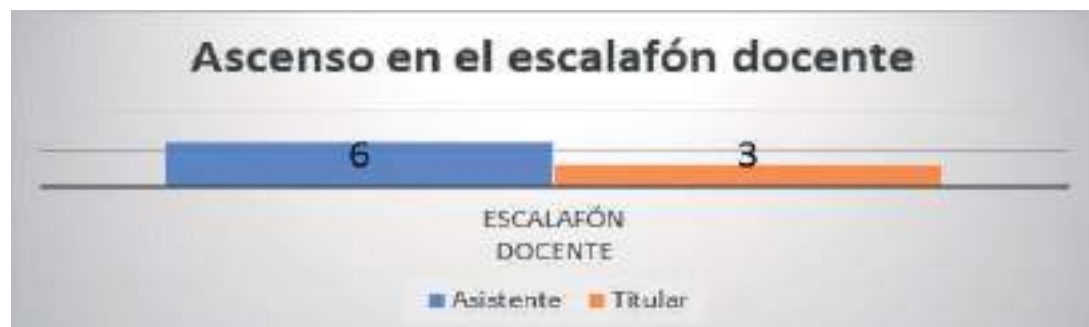 Ascenso en el escalafón docente
6 3
ESCALAFÓN
DOCENTE
Asistente Titular